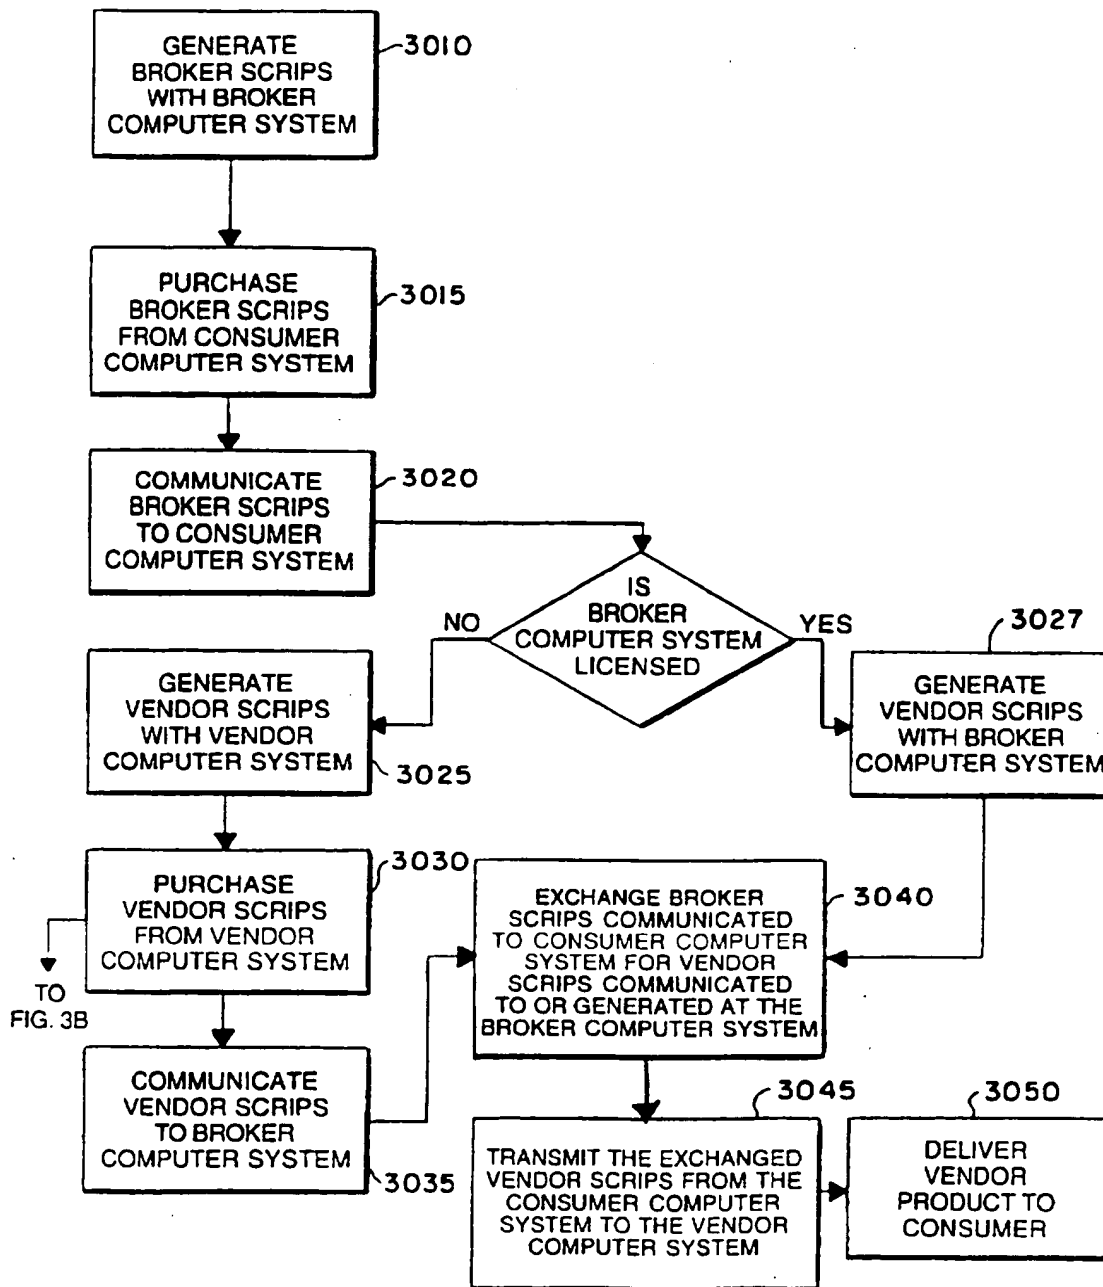 GENERATE
BROKER SCRIPS
WITH BROKER
COMPUTER SYSTEM
3010
PURCHASE
BROKER SCRIPS
FROM CONSUMER
COMPUTER SYSTEM
3015
COMMUNICATE
BROKER SCRIPS
TO CONSUMER
COMPUTER SYSTEM
3020
IS
BROKER
COMPUTER SYSTEM
LICENSED
NO
YES
GENERATE
VENDOR SCRIPS
WITH VENDOR
COMPUTER SYSTEM
3025
3027
GENERATE
VENDOR SCRIPS
WITH BROKER
COMPUTER SYSTEM
PURCHASE
VENDOR SCRIPS
FROM VENDOR
COMPUTER SYSTEM
3030
TO
FIG. 3B
COMMUNICATE
VENDOR SCRIPS
TO BROKER
COMPUTER SYSTEM
3035
EXCHANGE BROKER
SCRIPS COMMUNICATED
TO CONSUMER COMPUTER
SYSTEM FOR VENDOR
SCRIPS COMMUNICATED
TO OR GENERATED AT THE
BROKER COMPUTER SYSTEM
3040
3045
TRANSMIT THE EXCHANGED
VENDOR SCRIPS FROM THE
CONSUMER COMPUTER
SYSTEM TO THE VENDOR
COMPUTER SYSTEM
3050
DELIVER
VENDOR
PRODUCT TO
CONSUMER